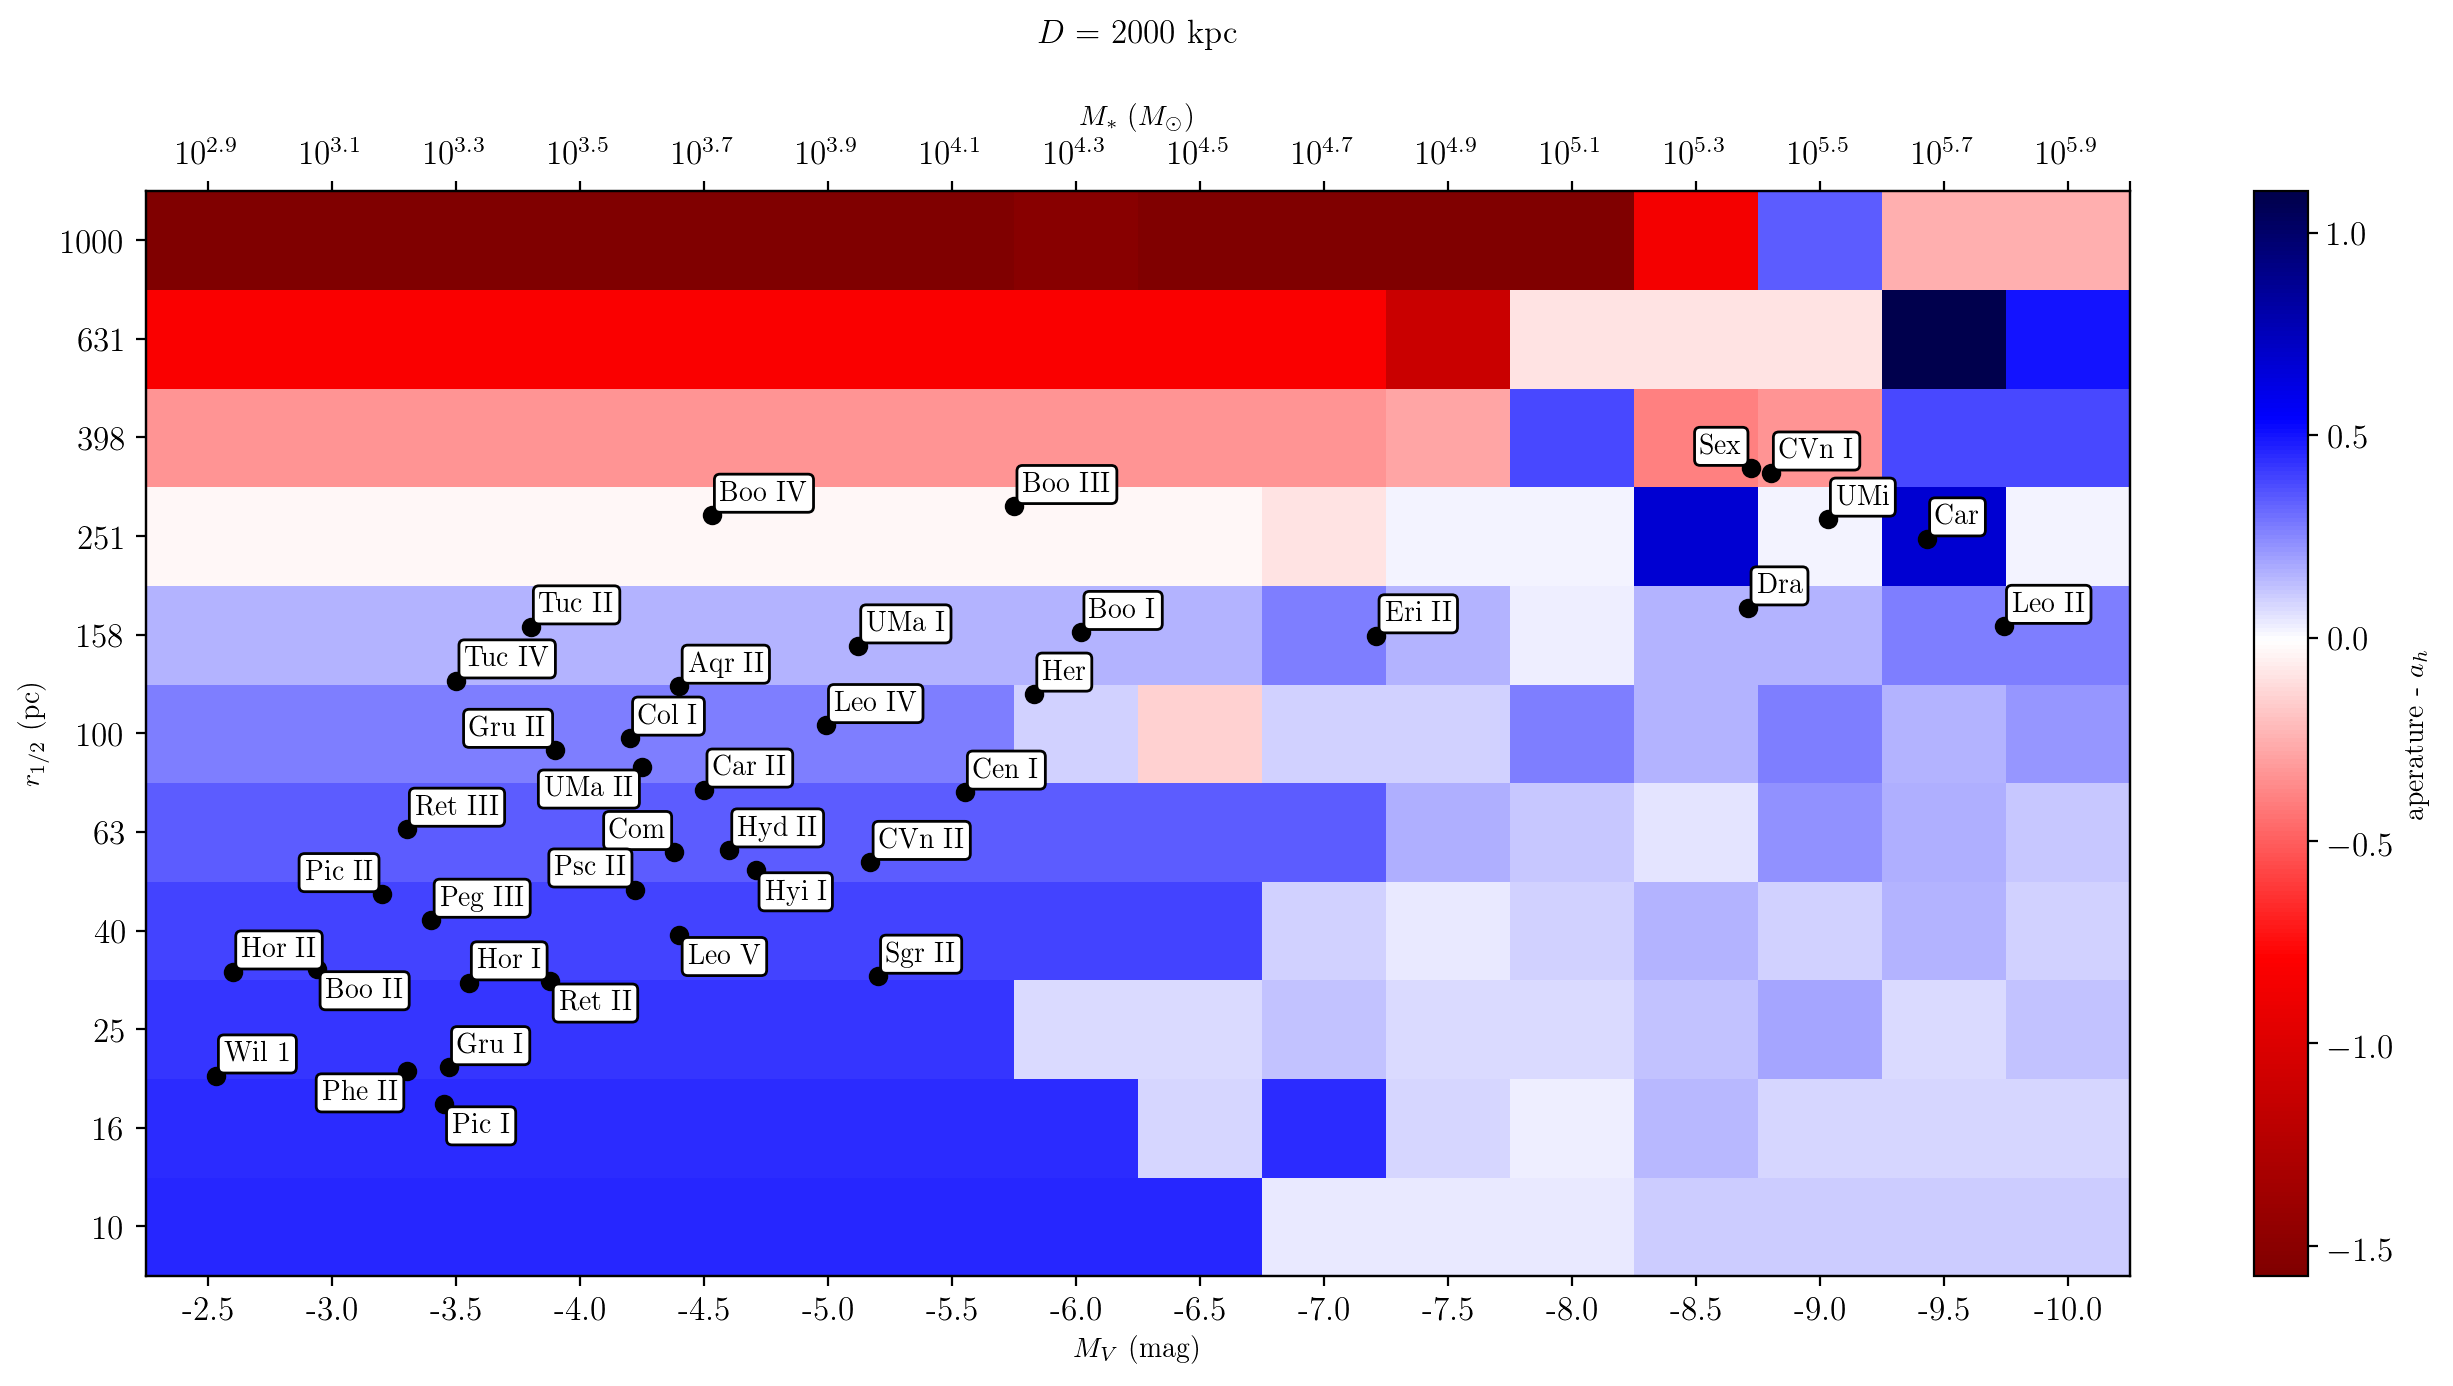 D = 2000 kpc
M* (M⊙)
10^2.9 10^3.1 10^3.3 10^3.5 10^3.7 10^3.9 10^4.1 10^4.3 10^4.5 10^4.7 10^4.9 10^5.1 10^5.3 10^5.5 10^5.7 10^5.9
1000
631
398
251
158
100
63
40
25
16
10
r1/2 (pc)
Sex
CVn I
Boo IV
Boo III
UMi
Car
Dra
Tuc II
UMa I
Boo I
Eri II
Leo II
Tuc IV
Aqr II
Her
Gru II
Col I
Leo IV
UMa II
Car II
Cen I
Ret III
Com
Hyd II
CVn II
Pic II
Psc II
Hyi I
Peg III
Hor II
Boo II
Hor I
Ret II
Leo V
Sgr II
Wil 1
Gru I
Phe II
Pic I
-2.5 -3.0 -3.5 -4.0 -4.5 -5.0 -5.5 -6.0 -6.5 -7.0 -7.5 -8.0 -8.5 -9.0 -9.5 -10.0
MV (mag)
1.0
0.5
0.0
−0.5
−1.0
−1.5
aperature - ah